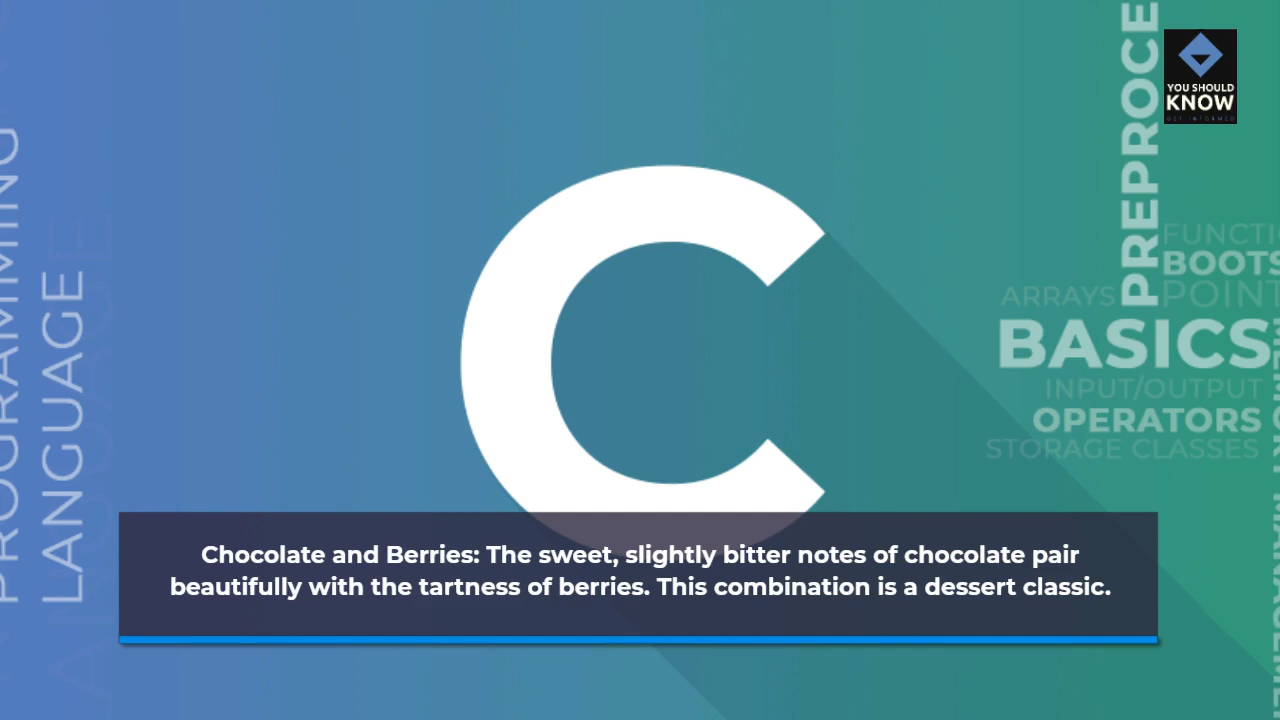 PROGRAMMING
LANGUAGE
C
PREPROCE
YOU SHOULD
KNOW
GET INFORMED
FUNCTI
BOOTS
ARRAYS
POINT
BASICS
INPUT/OUTPUT
OPERATORS
STORAGE CLASSES
Chocolate and Berries: The sweet, slightly bitter notes of chocolate pair
beautifully with the tartness of berries. This combination is a dessert classic.